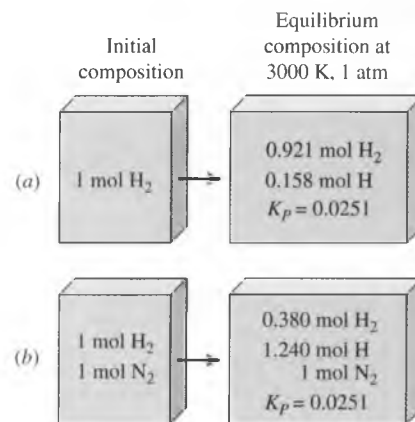 Initial
composition
Equilibrium
composition at
3000 K, 1 atm
(a)
1 mol H₂
0.921 mol H₂
0.158 mol H
K_P = 0.0251
(b)
1 mol H₂
1 mol N₂
0.380 mol H₂
1.240 mol H
1 mol N₂
K_P = 0.0251